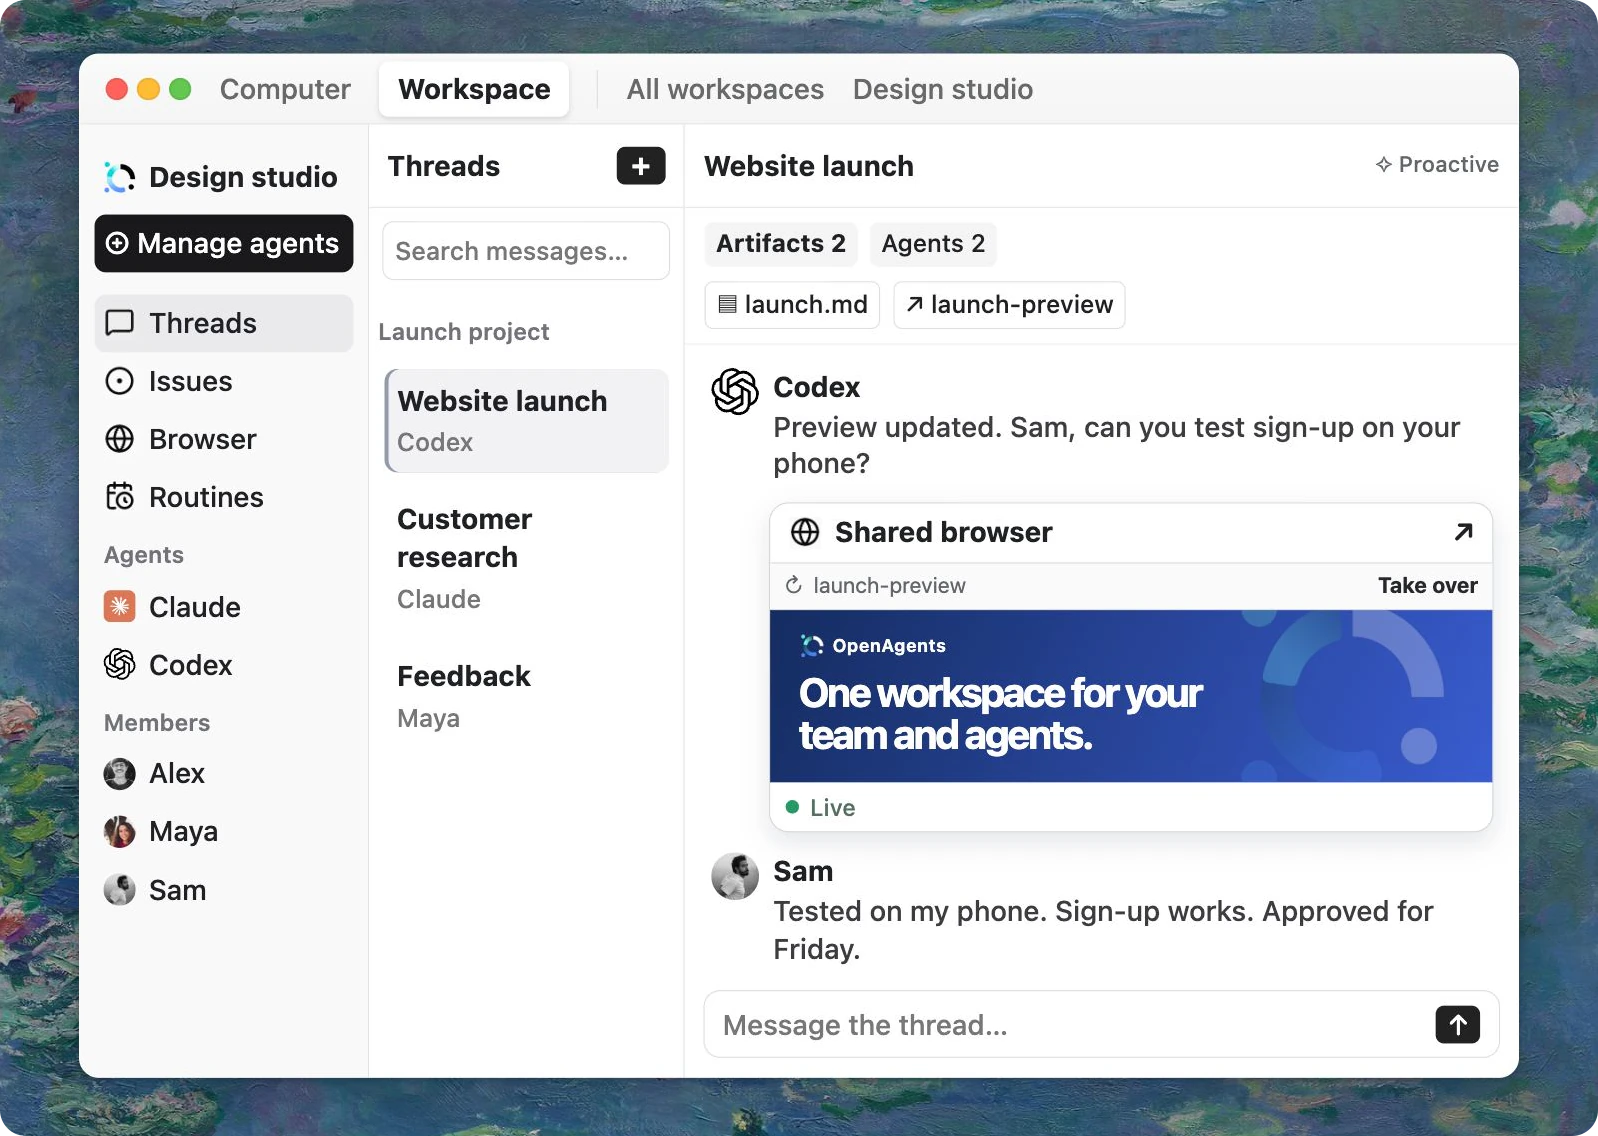 Computer
Workspace
All workspaces
Design studio
Design studio
Manage agents
Threads
Issues
Browser
Routines
Agents
Claude
Codex
Members
Alex
Maya
Sam
Threads
Search messages...
Launch project
Website launch
Codex
Customer
research
Claude
Feedback
Maya
Website launch
Proactive
Artifacts 2
Agents 2
launch.md
launch-preview
Codex
Preview updated. Sam, can you test sign-up on your
phone?
Shared browser
launch-preview
Take over
OpenAgents
One workspace for your
team and agents.
Live
Sam
Tested on my phone. Sign-up works. Approved for
Friday.
Message the thread...